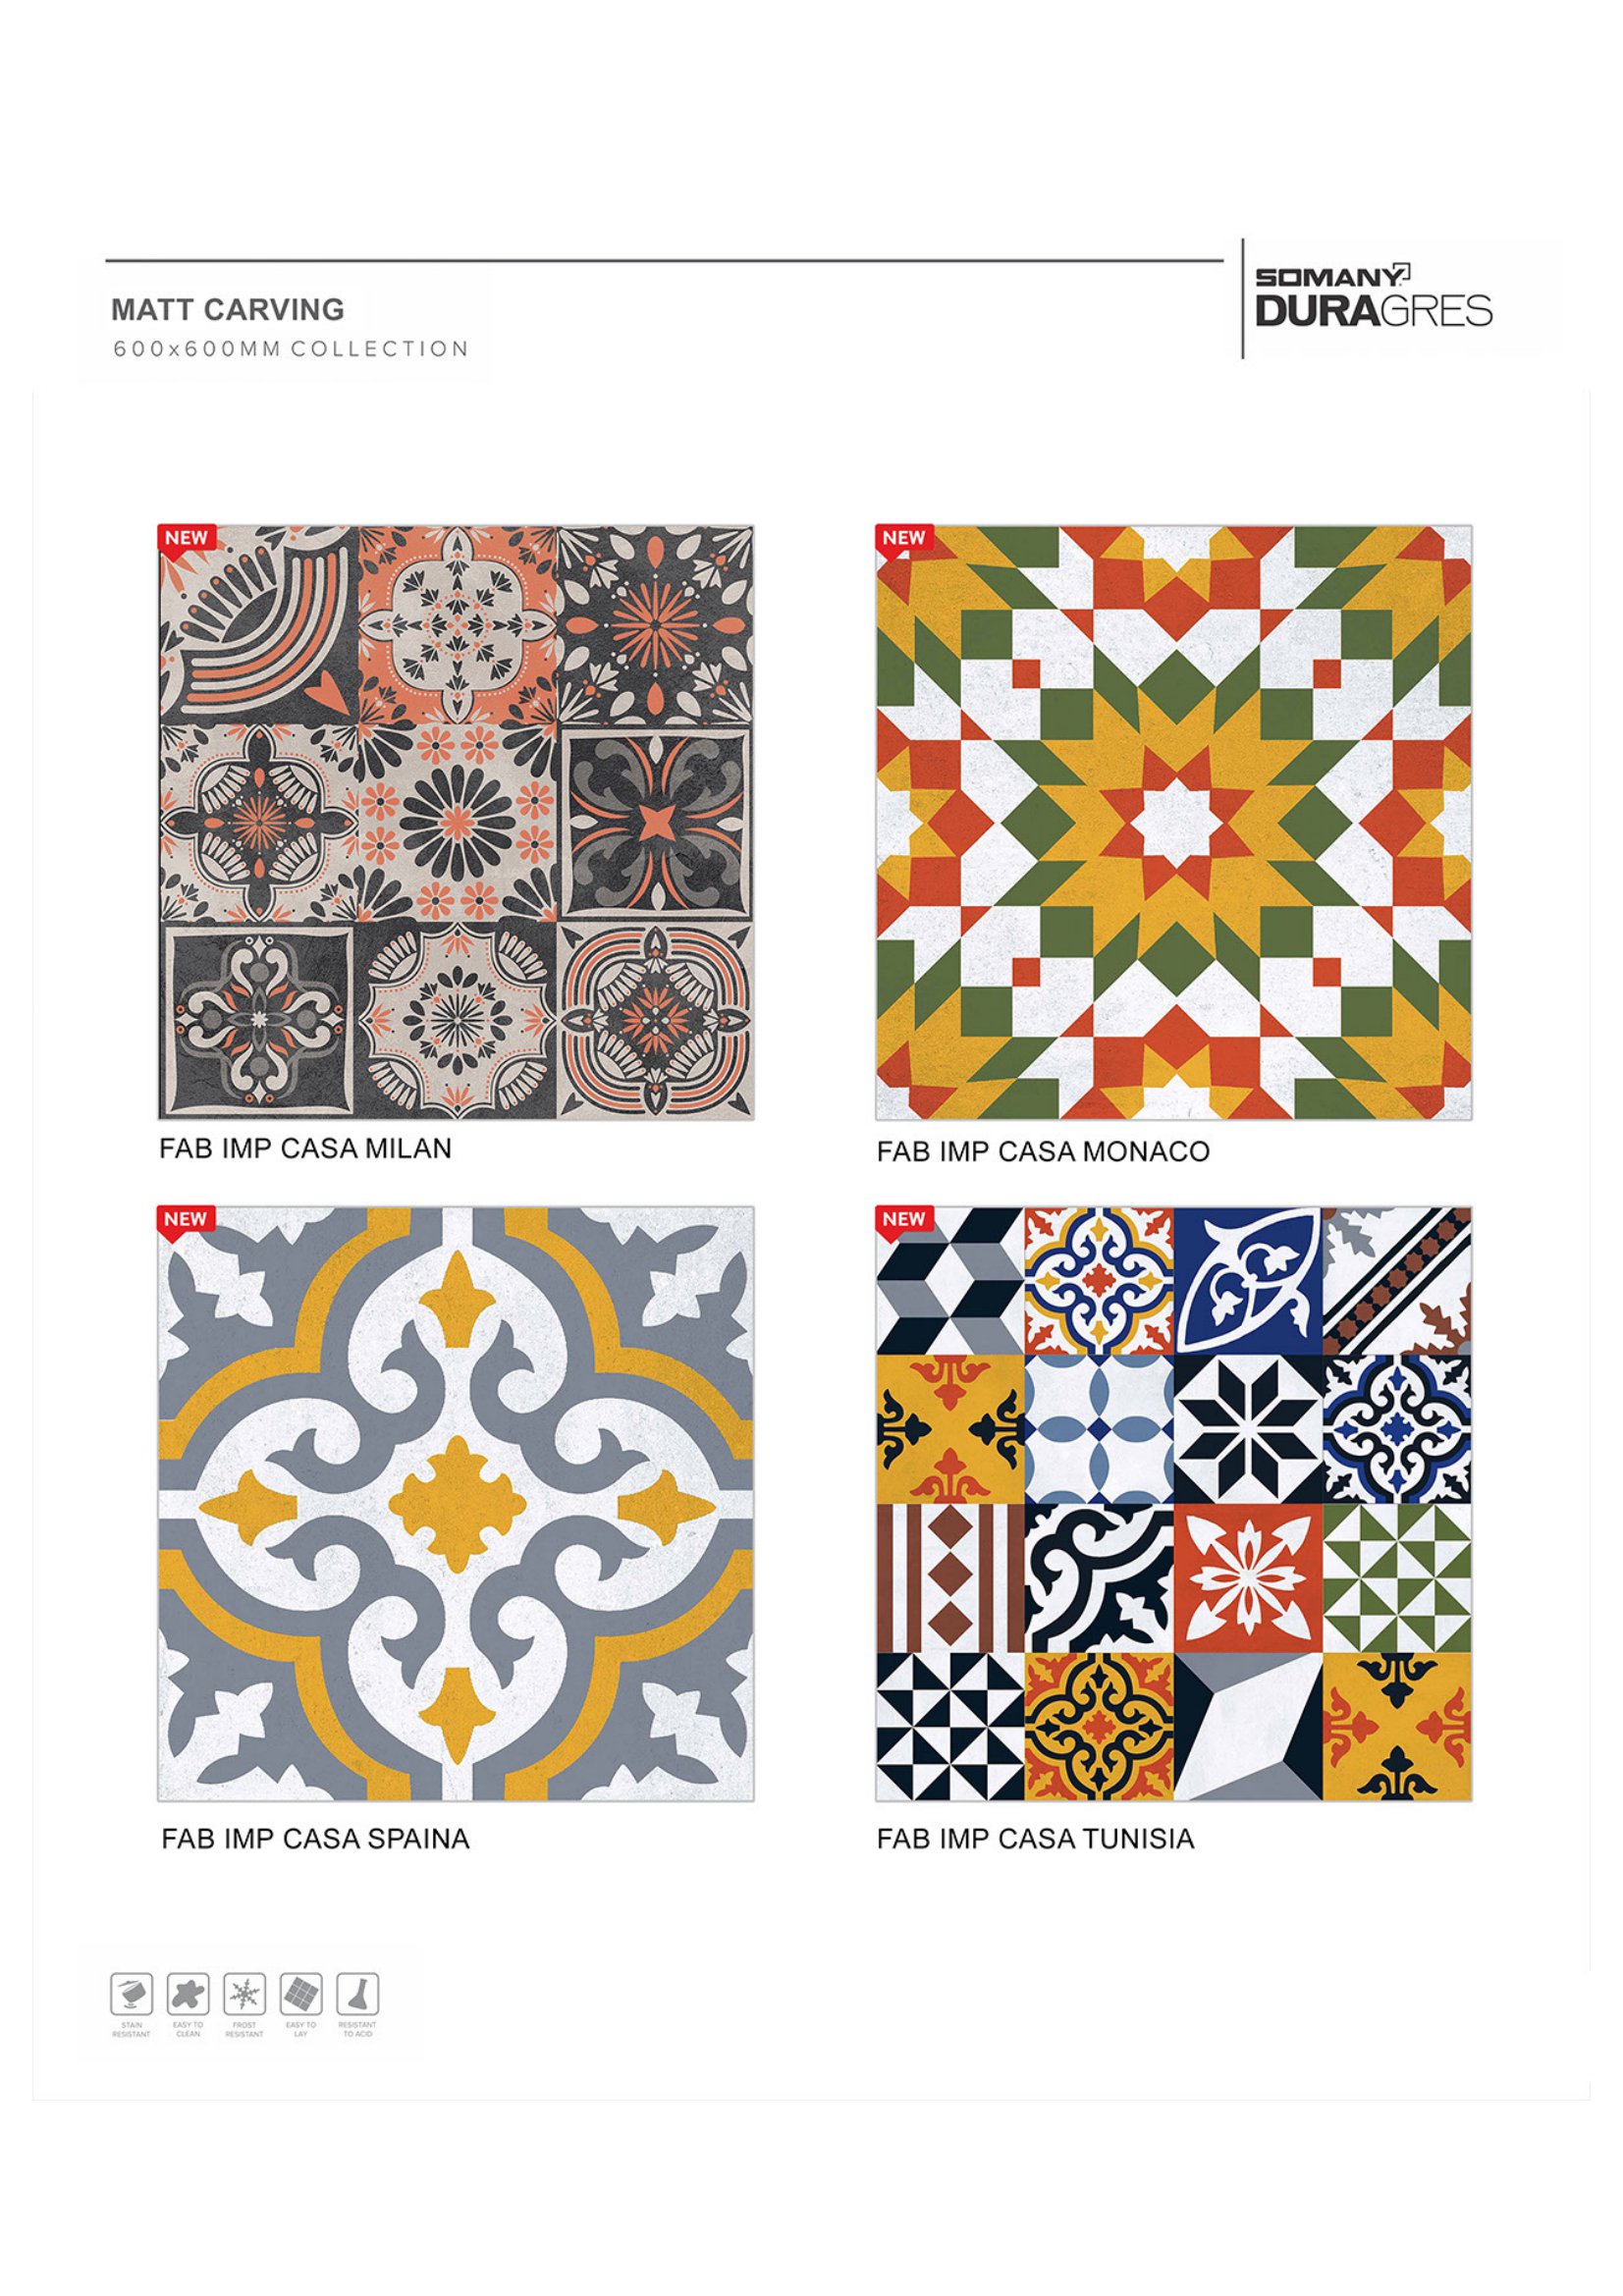 MATT CARVING
600x600MM COLLECTION
SOMANY
DURAGRES
NEW
NEW
FAB IMP CASA MILAN
FAB IMP CASA MONACO
NEW
NEW
FAB IMP CASA SPAINA
FAB IMP CASA TUNISIA
STAIN
RESISTANT
EASY TO
CLEAN
FROST
RESISTANT
EASY TO
LAY
RESISTANT
TO ACID